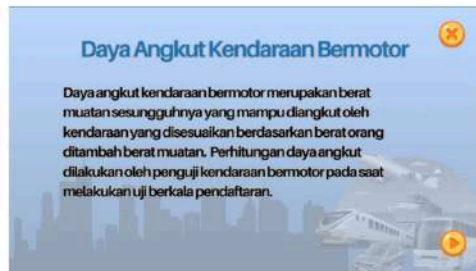 Daya Angkut Kendaraan Bermotor
Daya angkut kendaraan bermotor merupakan berat
muatan sesungguhnya yang mampu diangkut oleh
kendaraan yang disesuaikan berdasarkan berat orang
ditambah berat muatan. Perhitungan daya angkut
dilakukan oleh penguji kendaraan bermotor pada saat
melakukan uji berkala pendaftaran.